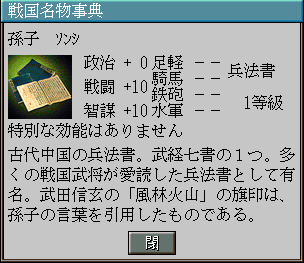 戦国名物事典
孫子 ｿﾝｼ
政治 + 0 足軽 －－
騎馬 －－ 兵法書
戦闘 +10
鉄砲 －－
智謀 +10 水軍 －－ 1等級
特別な効能はありません
古代中国の兵法書。武経七書の１つ。多
くの戦国武将が愛読した兵法書として有
名。武田信玄の「風林火山」の旗印は、
孫子の言葉を引用したものである。
閉